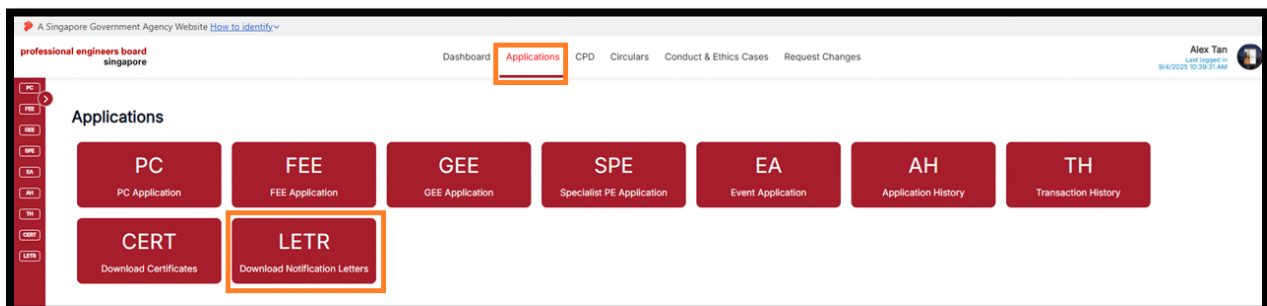 A Singapore Government Agency Website How to identify
professional engineers board
singapore
Dashboard Applications CPD Circulars Conduct & Ethics Cases Request Changes
Alex Tan
Last logged in
9/4/2025 10:39:31 AM
PC
FEE
GEE
SPE
EA
AH
TH
CERT
LETR
Applications
PC FEE GEE SPE EA AH TH
PC Application FEE Application GEE Application Specialist PE Application Event Application Application History Transaction History
CERT LETR
Download Certificates Download Notification Letters